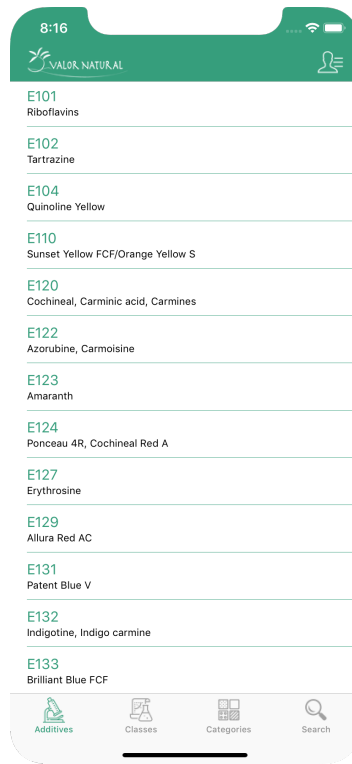 8:16
VALOR NATURAL
E101
Riboflavins
E102
Tartrazine
E104
Quinoline Yellow
E110
Sunset Yellow FCF/Orange Yellow S
E120
Cochineal, Carminic acid, Carmines
E122
Azorubine, Carmoisine
E123
Amaranth
E124
Ponceau 4R, Cochineal Red A
E127
Erythrosine
E129
Allura Red AC
E131
Patent Blue V
E132
Indigotine, Indigo carmine
E133
Brilliant Blue FCF
Additives Classes Categories Search